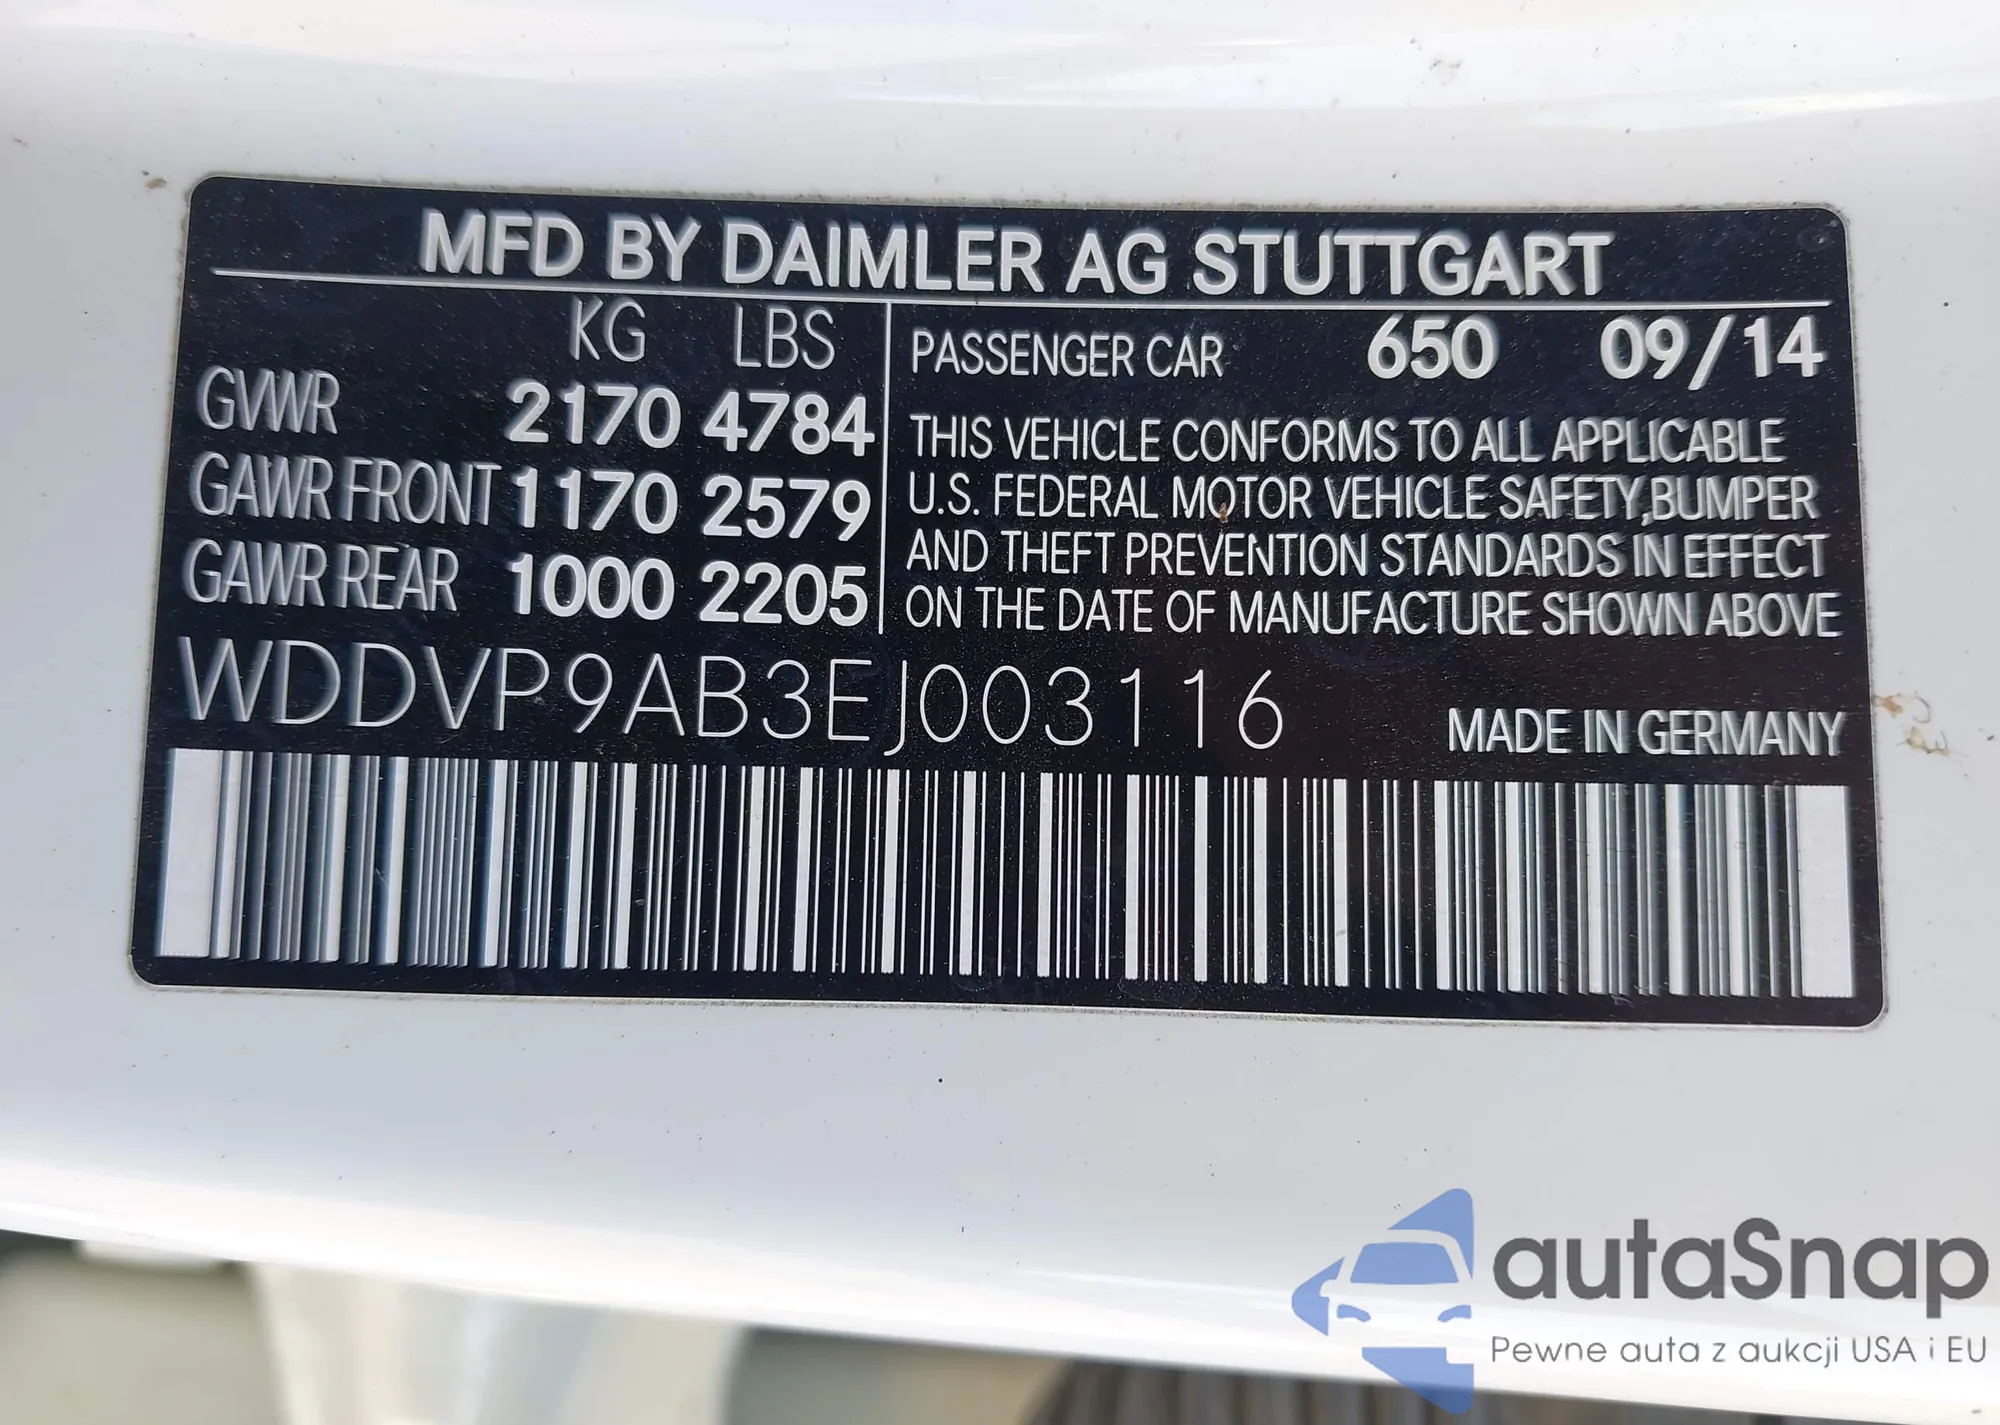 MFD BY DAIMLER AG STUTTGART
KG LBS
GVWR 2170 4784
GAWR FRONT 1170 2579
GAWR REAR 1000 2205
PASSENGER CAR 650 09/14
THIS VEHICLE CONFORMS TO ALL APPLICABLE
U.S. FEDERAL MOTOR VEHICLE SAFETY,BUMPER
AND THEFT PREVENTION STANDARDS IN EFFECT
ON THE DATE OF MANUFACTURE SHOWN ABOVE
WDDVP9AB3EJ003116
MADE IN GERMANY
autaSnap
Pewne auta z aukcji USA i EU